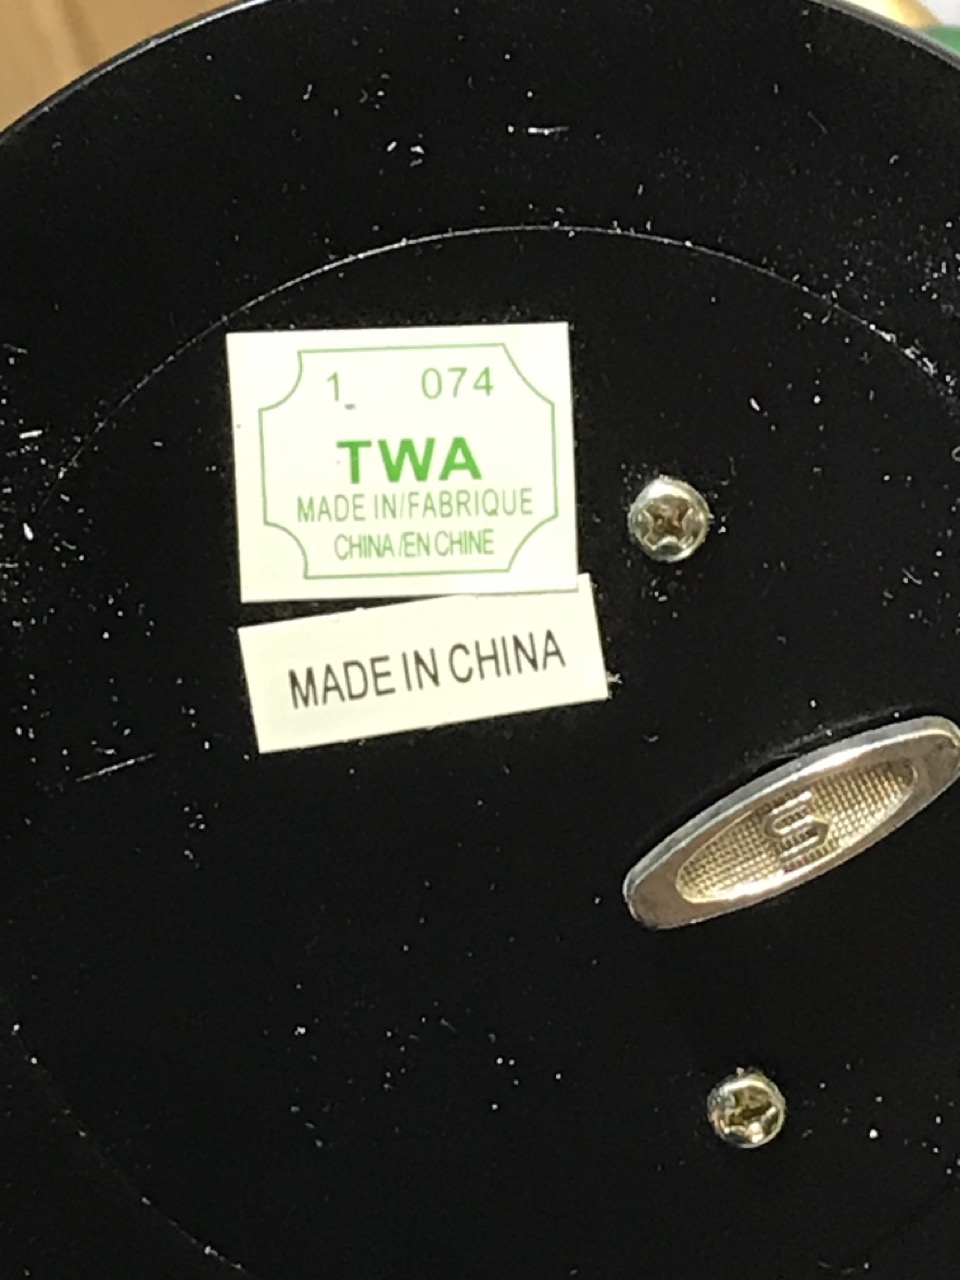 1 074
TWA
MADE IN/FABRIQUE
CHINA/EN CHINE
MADE IN CHINA